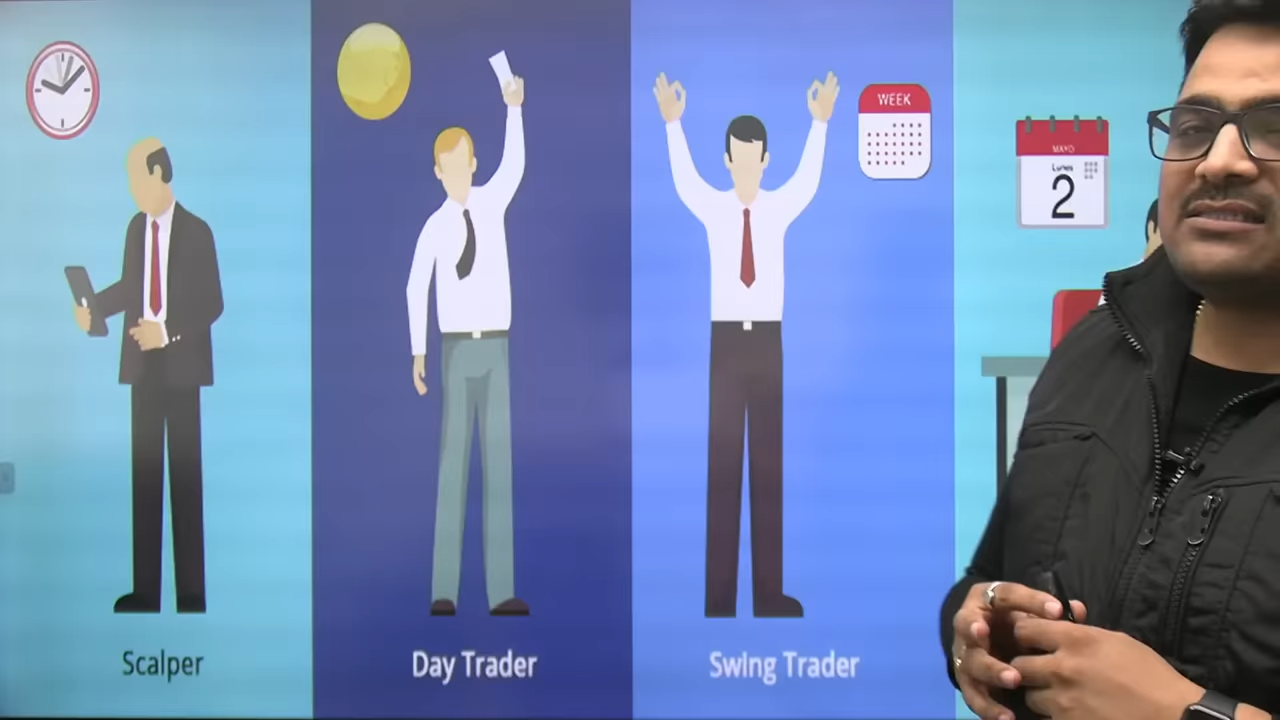 WEEK
MAYO
Lunes
2
Scalper
Day Trader
Swing Trader